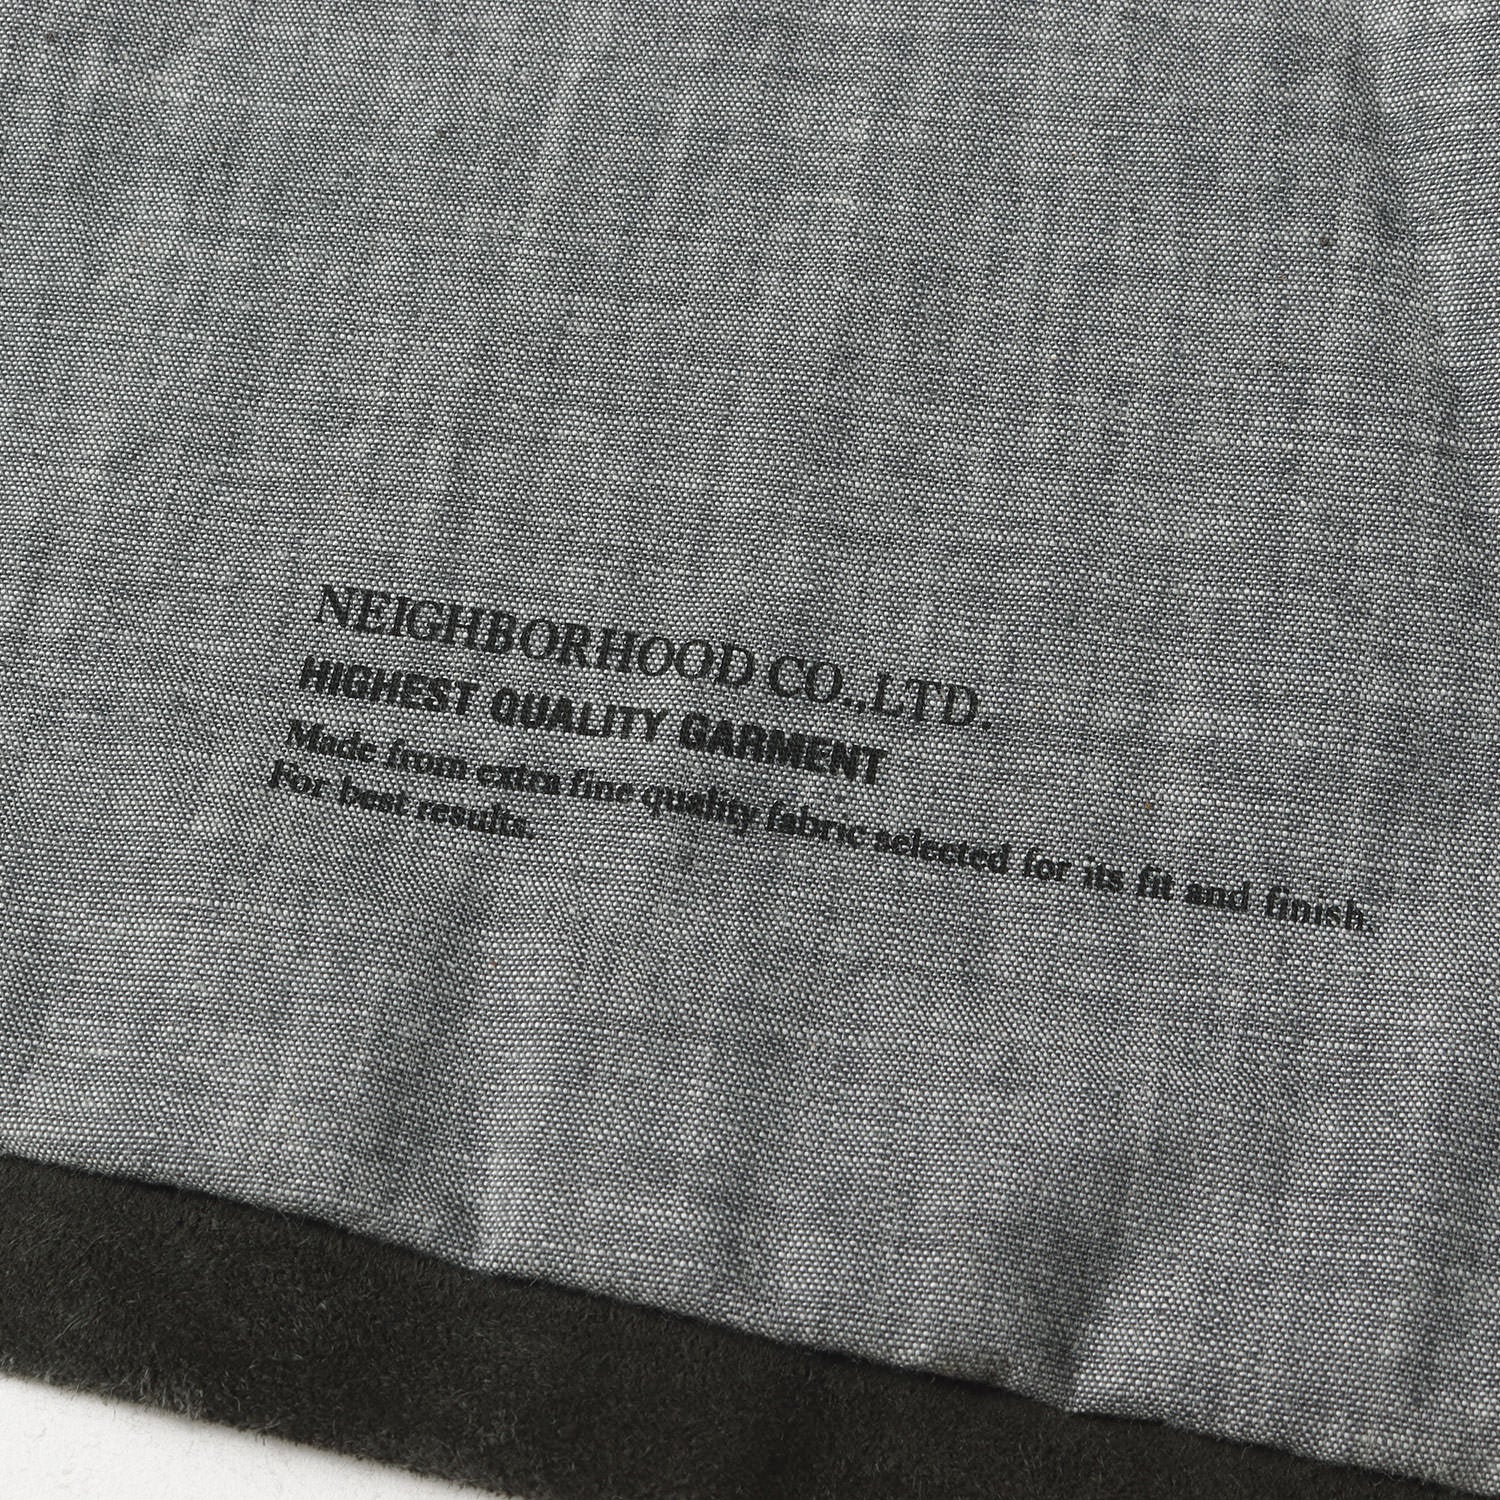 NEIGHBORHOOD CO.,LTD.
HIGHEST QUALITY GARMENT
Made from extra fine quality fabric selected for its fit and finish.
For best results.